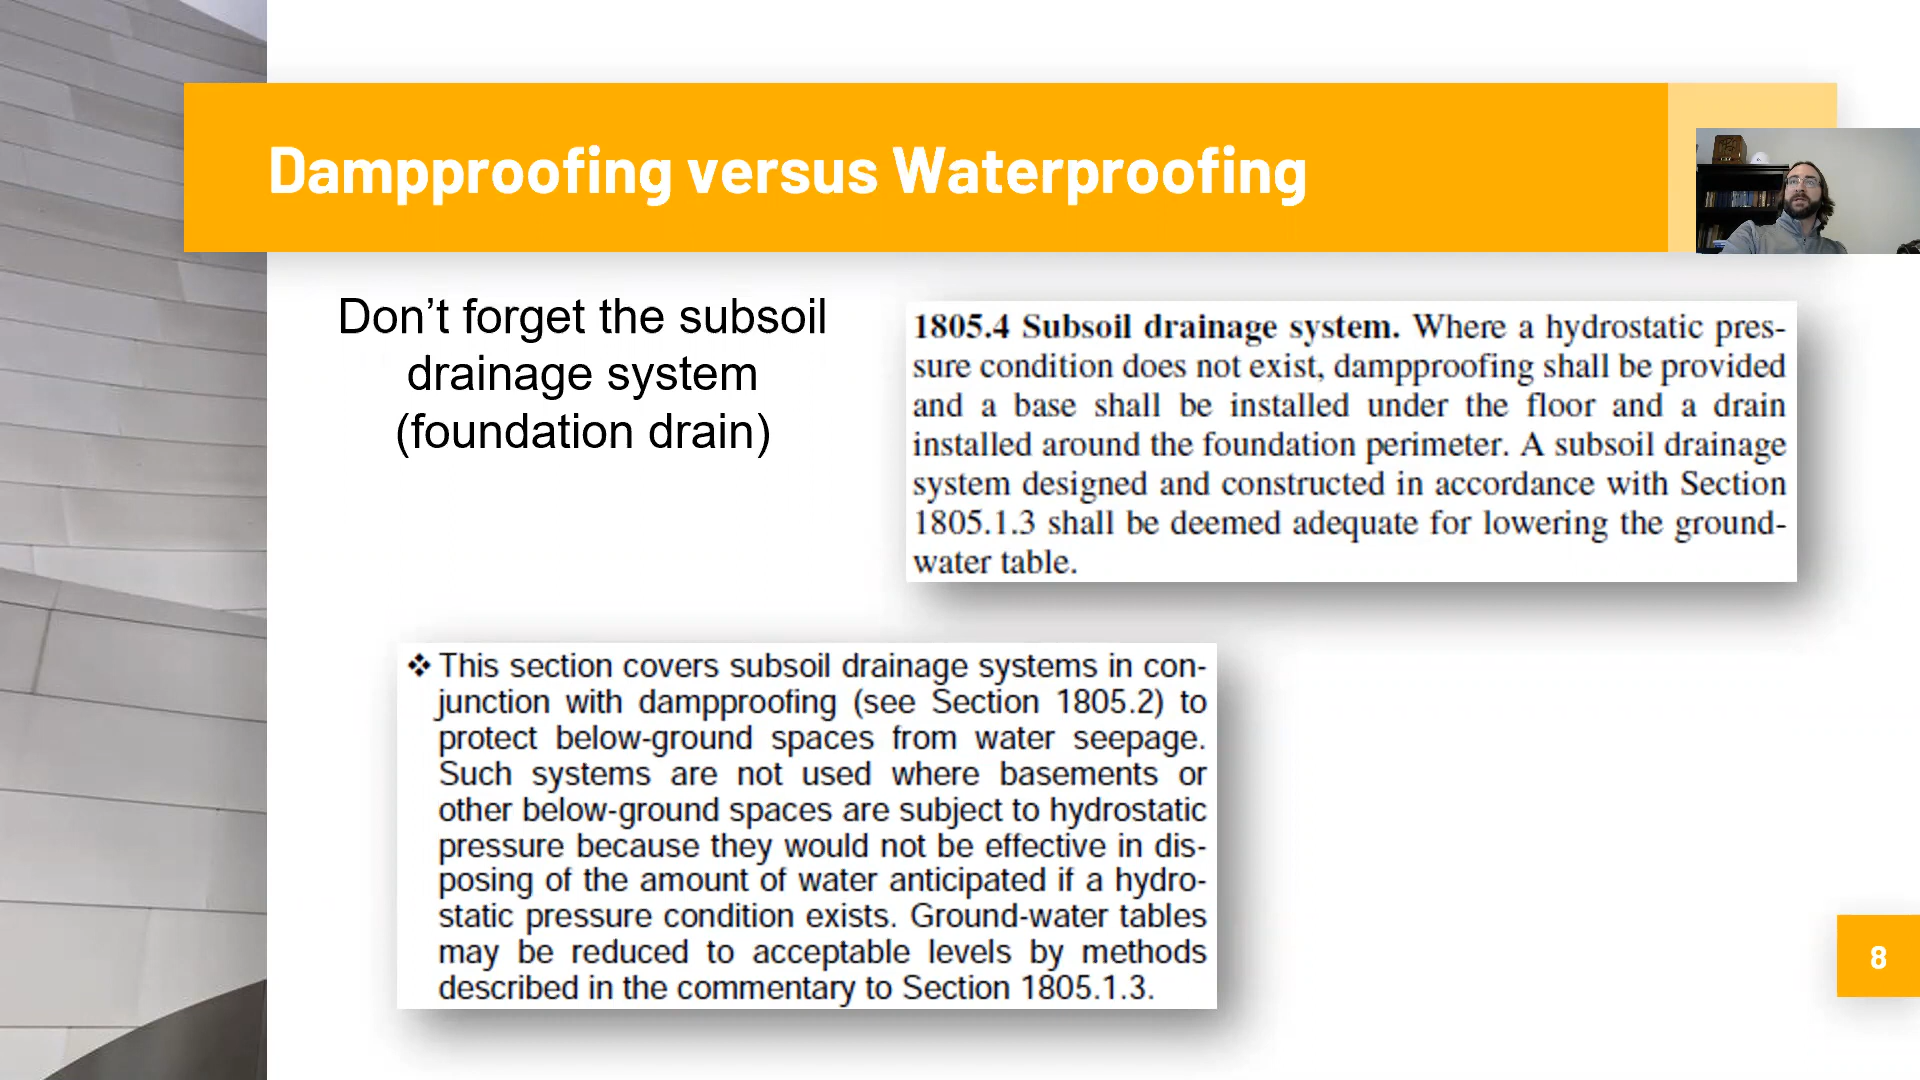 Dampproofing versus Waterproofing
Don’t forget the subsoil
drainage system
(foundation drain)
1805.4 Subsoil drainage system. Where a hydrostatic pres-
sure condition does not exist, dampproofing shall be provided
and a base shall be installed under the floor and a drain
installed around the foundation perimeter. A subsoil drainage
system designed and constructed in accordance with Section
1805.1.3 shall be deemed adequate for lowering the ground-
water table.
❖ This section covers subsoil drainage systems in con-
junction with dampproofing (see Section 1805.2) to
protect below-ground spaces from water seepage.
Such systems are not used where basements or
other below-ground spaces are subject to hydrostatic
pressure because they would not be effective in dis-
posing of the amount of water anticipated if a hydro-
static pressure condition exists. Ground-water tables
may be reduced to acceptable levels by methods
described in the commentary to Section 1805.1.3.
8